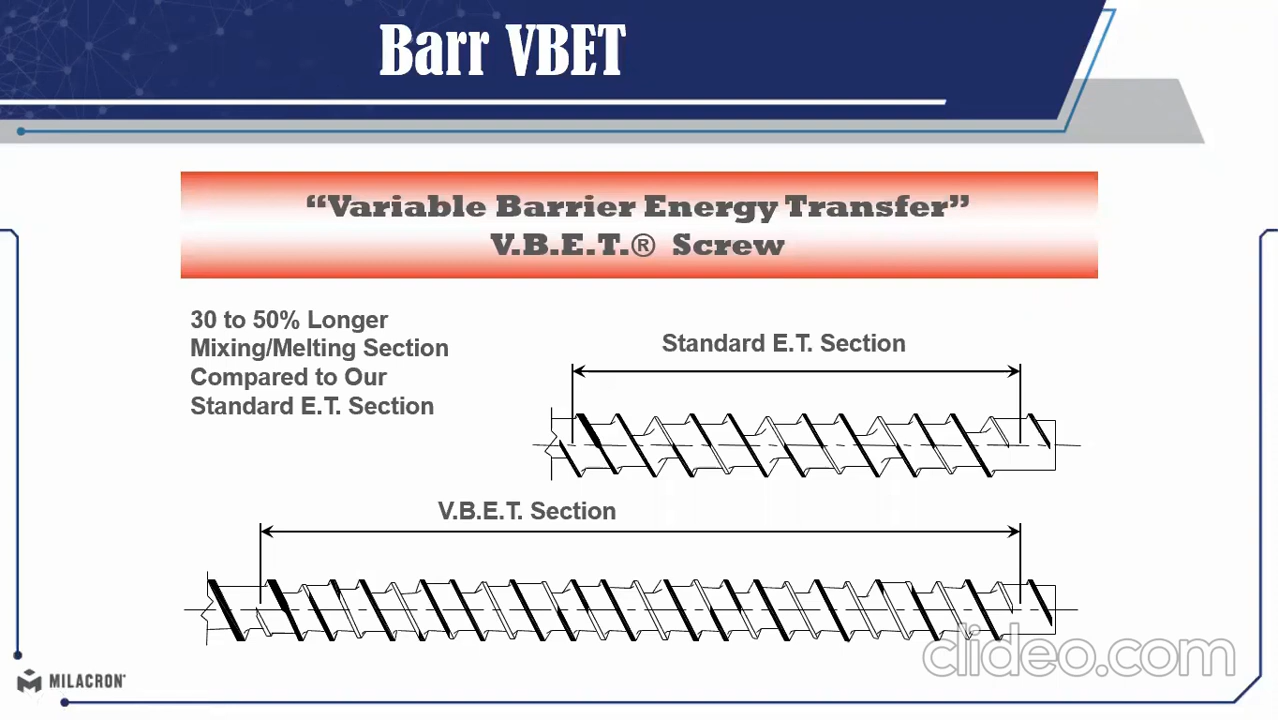 Barr VBET
“Variable Barrier Energy Transfer”
V.B.E.T.® Screw
30 to 50% Longer
Mixing/Melting Section
Compared to Our
Standard E.T. Section
Standard E.T. Section
V.B.E.T. Section
MILACRON
clideo.com